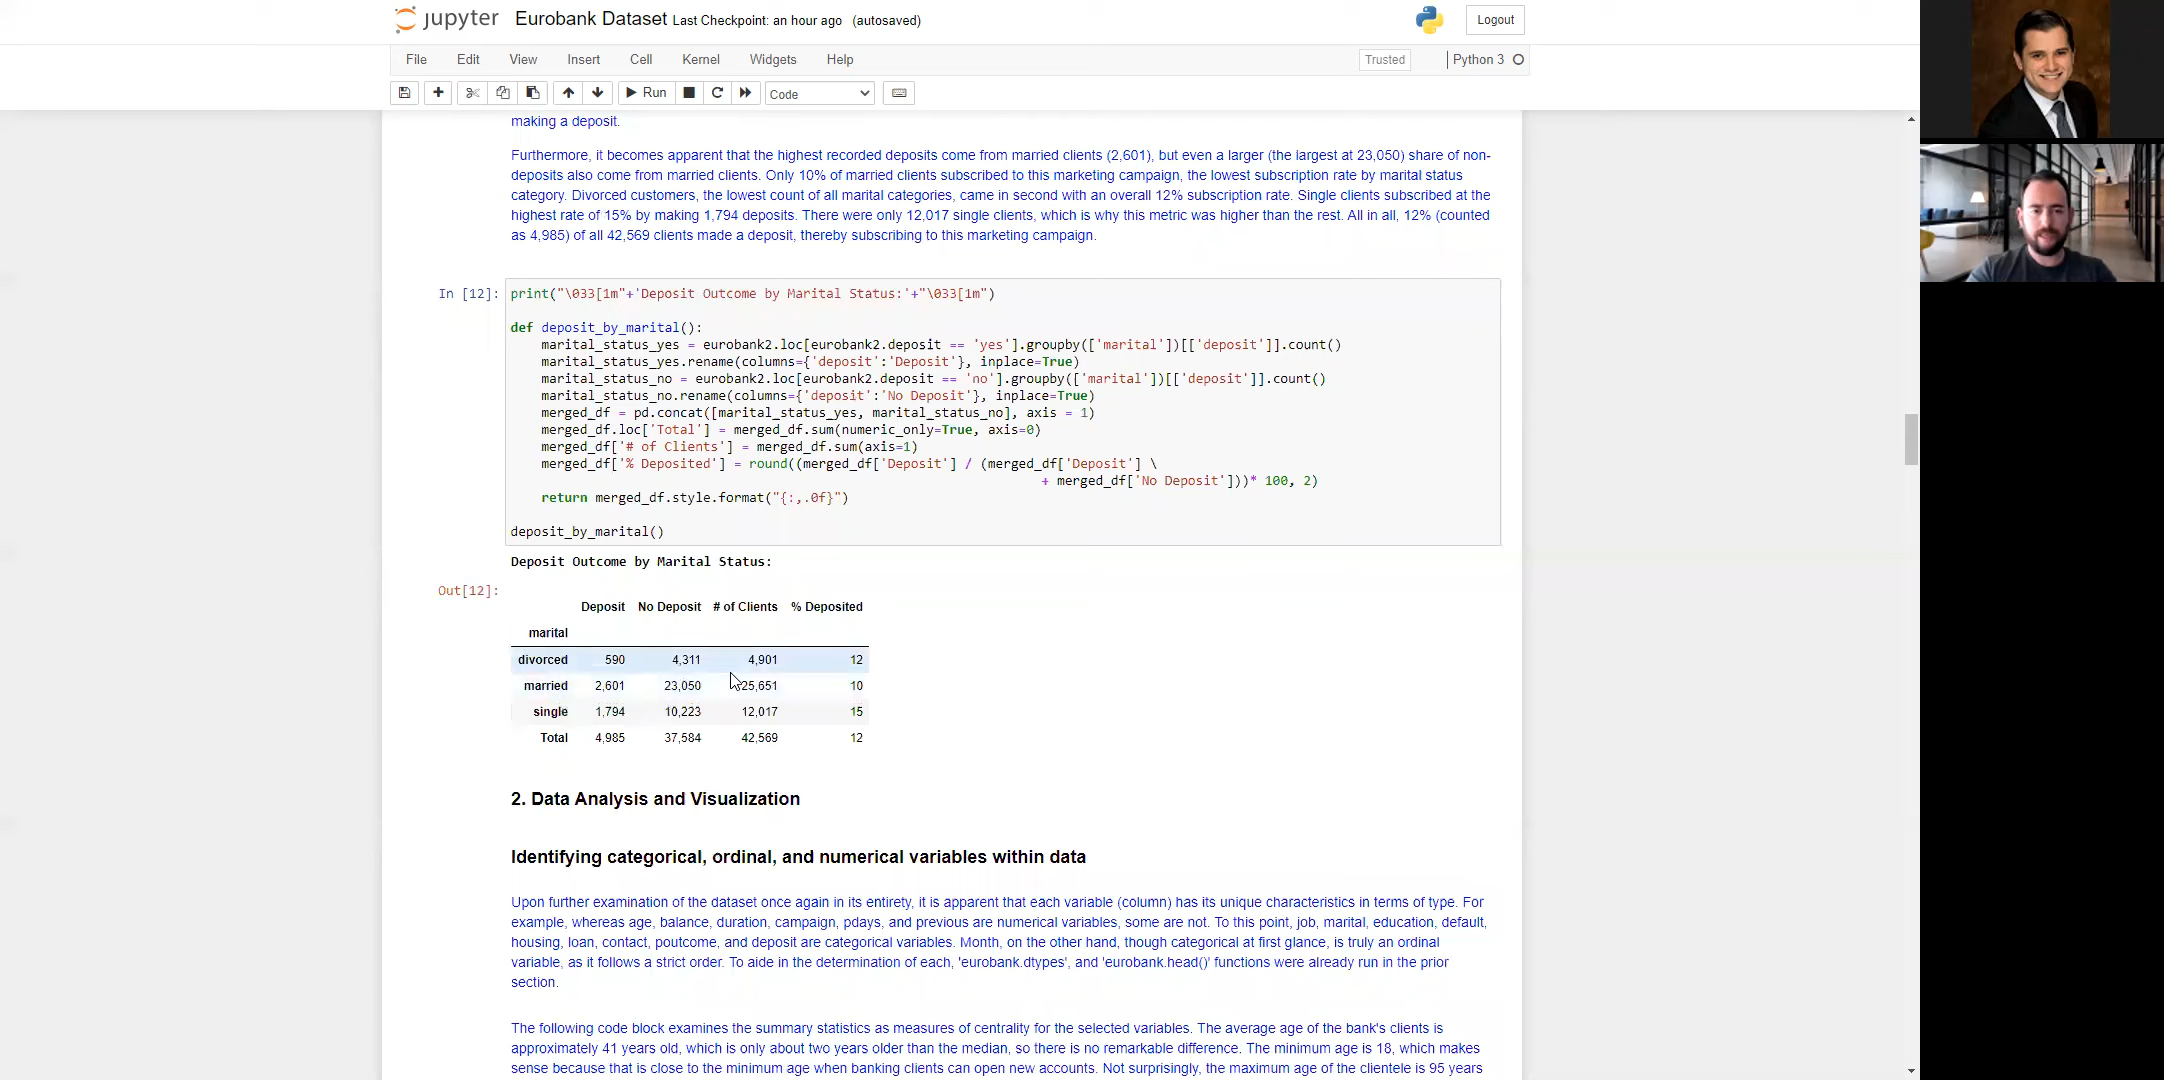 jupyter Eurobank Dataset Last Checkpoint: an hour ago (autosaved)
Logout
File Edit View Insert Cell Kernel Widgets Help
Trusted Python 3
Run Code
making a deposit.
Furthermore, it becomes apparent that the highest recorded deposits come from married clients (2,601), but even a larger (the largest at 23,050) share of non-
deposits also come from married clients. Only 10% of married clients subscribed to this marketing campaign, the lowest subscription rate by marital status
category. Divorced customers, the lowest count of all marital categories, came in second with an overall 12% subscription rate. Single clients subscribed at the
highest rate of 15% by making 1,794 deposits. There were only 12,017 single clients, which is why this metric was higher than the rest. All in all, 12% (counted
as 4,985) of all 42,569 clients made a deposit, thereby subscribing to this marketing campaign.
In [12]: print("\033[1m"+'Deposit Outcome by Marital Status:'+"\033[1m")
def deposit_by_marital():
    marital_status_yes = eurobank2.loc[eurobank2.deposit == 'yes'].groupby(['marital'])[['deposit']].count()
    marital_status_yes.rename(columns={'deposit':'Deposit'}, inplace=True)
    marital_status_no = eurobank2.loc[eurobank2.deposit == 'no'].groupby(['marital'])[['deposit']].count()
    marital_status_no.rename(columns={'deposit':'No Deposit'}, inplace=True)
    merged_df = pd.concat([marital_status_yes, marital_status_no], axis = 1)
    merged_df.loc['Total'] = merged_df.sum(numeric_only=True, axis=0)
    merged_df['# of Clients'] = merged_df.sum(axis=1)
    merged_df['% Deposited'] = round((merged_df['Deposit'] / (merged_df['Deposit'] \
+ merged_df['No Deposit']))* 100, 2)
    return merged_df.style.format("{:,.0f}")
deposit_by_marital()
Deposit Outcome by Marital Status:
Out[12]:
Deposit No Deposit # of Clients % Deposited
marital
divorced 590 4,311 4,901 12
married 2,601 23,050 25,651 10
single 1,794 10,223 12,017 15
Total 4,985 37,584 42,569 12
2. Data Analysis and Visualization
Identifying categorical, ordinal, and numerical variables within data
Upon further examination of the dataset once again in its entirety, it is apparent that each variable (column) has its unique characteristics in terms of type. For
example, whereas age, balance, duration, campaign, pdays, and previous are numerical variables, some are not. To this point, job, marital, education, default,
housing, loan, contact, poutcome, and deposit are categorical variables. Month, on the other hand, though categorical at first glance, is truly an ordinal
variable, as it follows a strict order. To aide in the determination of each, 'eurobank.dtypes', and 'eurobank.head()' functions were already run in the prior
section.
The following code block examines the summary statistics as measures of centrality for the selected variables. The average age of the bank's clients is
approximately 41 years old, which is only about two years older than the median, so there is no remarkable difference. The minimum age is 18, which makes
sense because that is close to the minimum age when banking clients can open new accounts. Not surprisingly, the maximum age of the clientele is 95 years